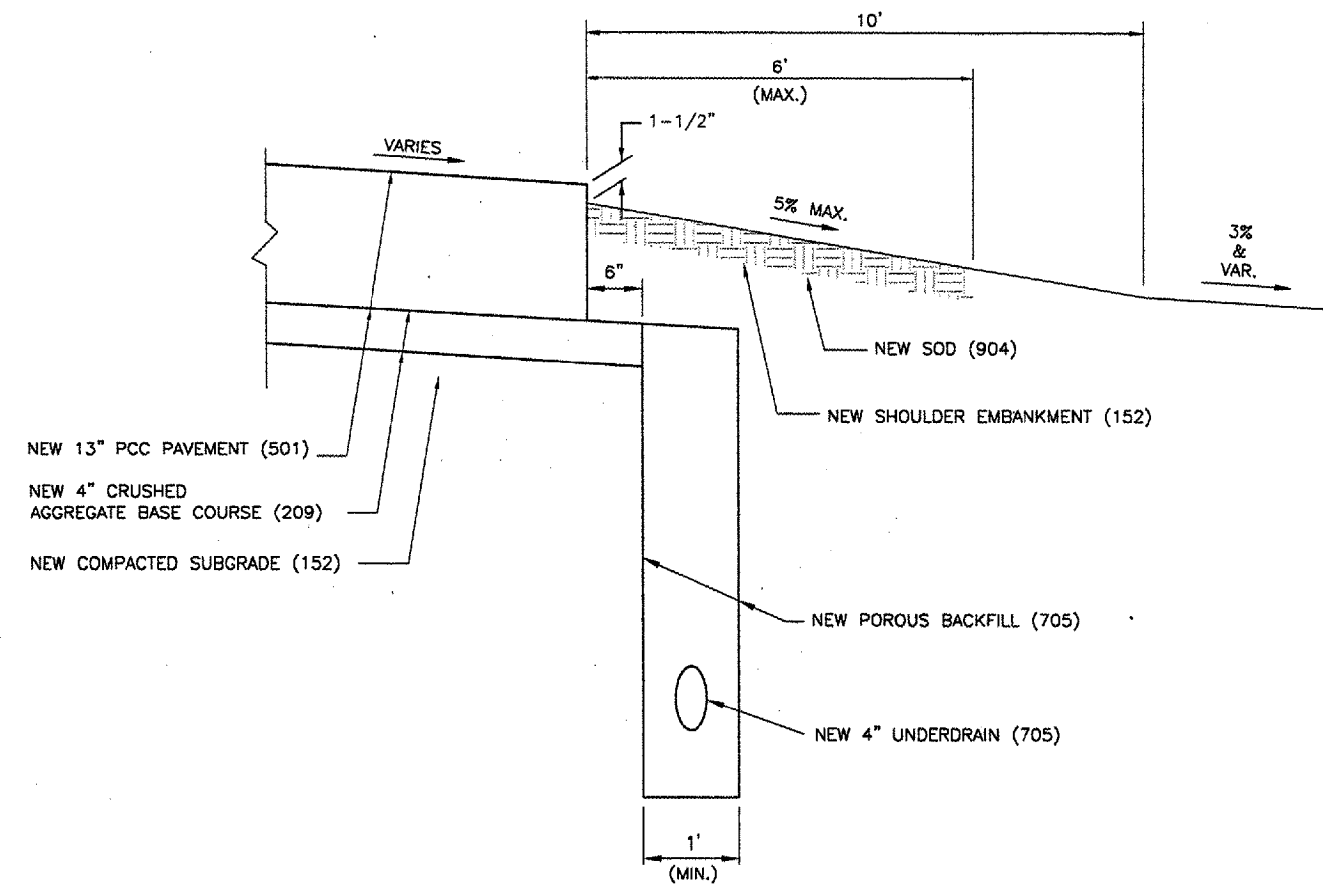 10'
6'
(MAX.)
1-1/2"
VARIES
5% MAX.
3%
&
VAR.
6"
NEW SOD (904)
NEW SHOULDER EMBANKMENT (152)
NEW 13" PCC PAVEMENT (501)
NEW 4" CRUSHED
AGGREGATE BASE COURSE (209)
NEW COMPACTED SUBGRADE (152)
NEW POROUS BACKFILL (705)
NEW 4" UNDERDRAIN (705)
1'
(MIN.)